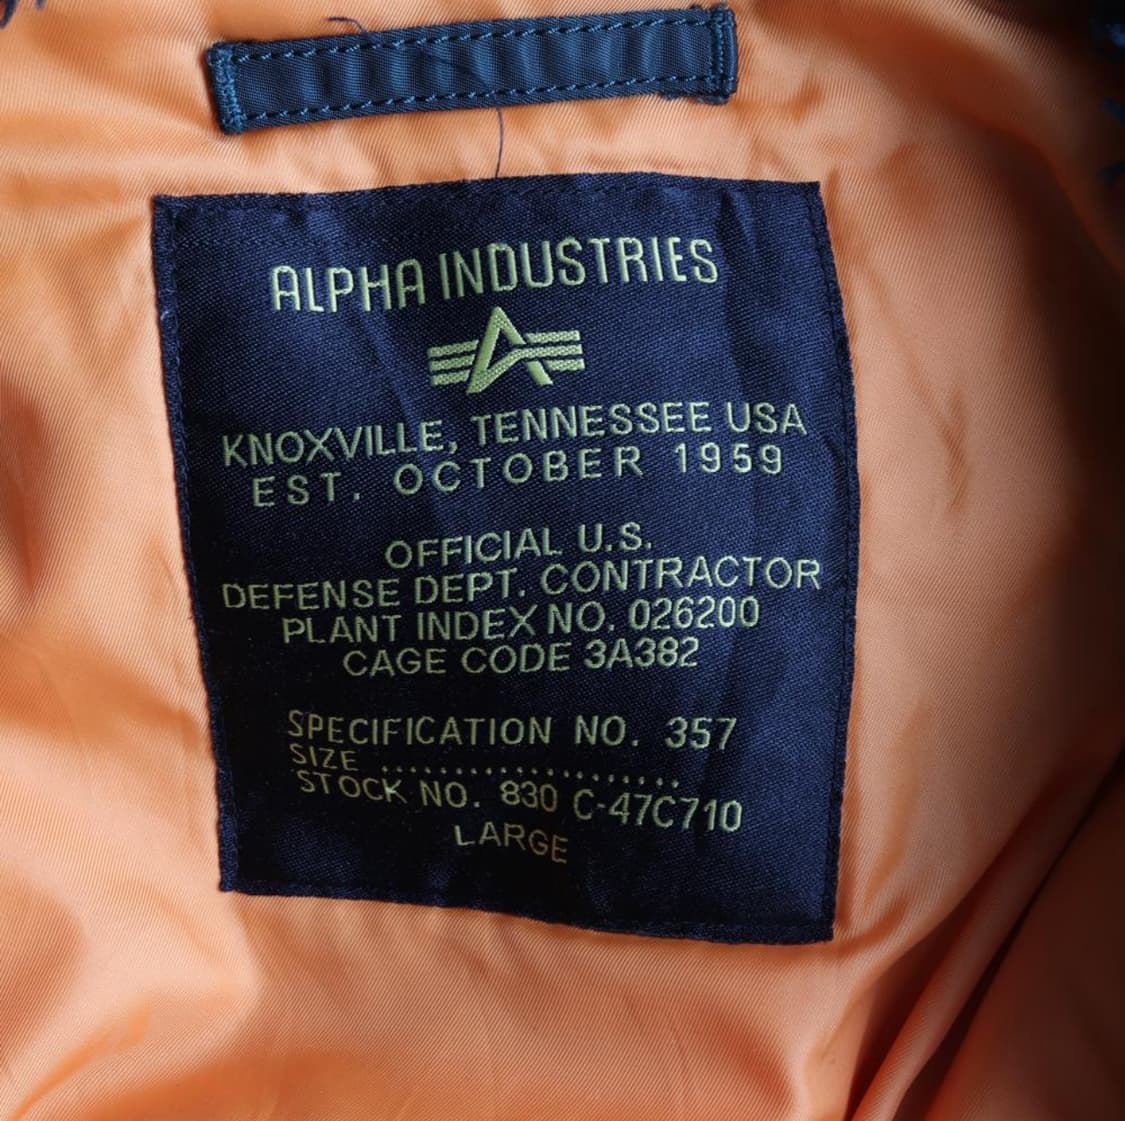 ALPHA INDUSTRIES
KNOXVILLE, TENNESSEE USA
EST. OCTOBER 1959
OFFICIAL U.S.
DEFENSE DEPT. CONTRACTOR
PLANT INDEX NO. 026200
CAGE CODE 3A382
SPECIFICATION NO. 357
SIZE ....................
STOCK NO. 830 C-47C710
LARGE